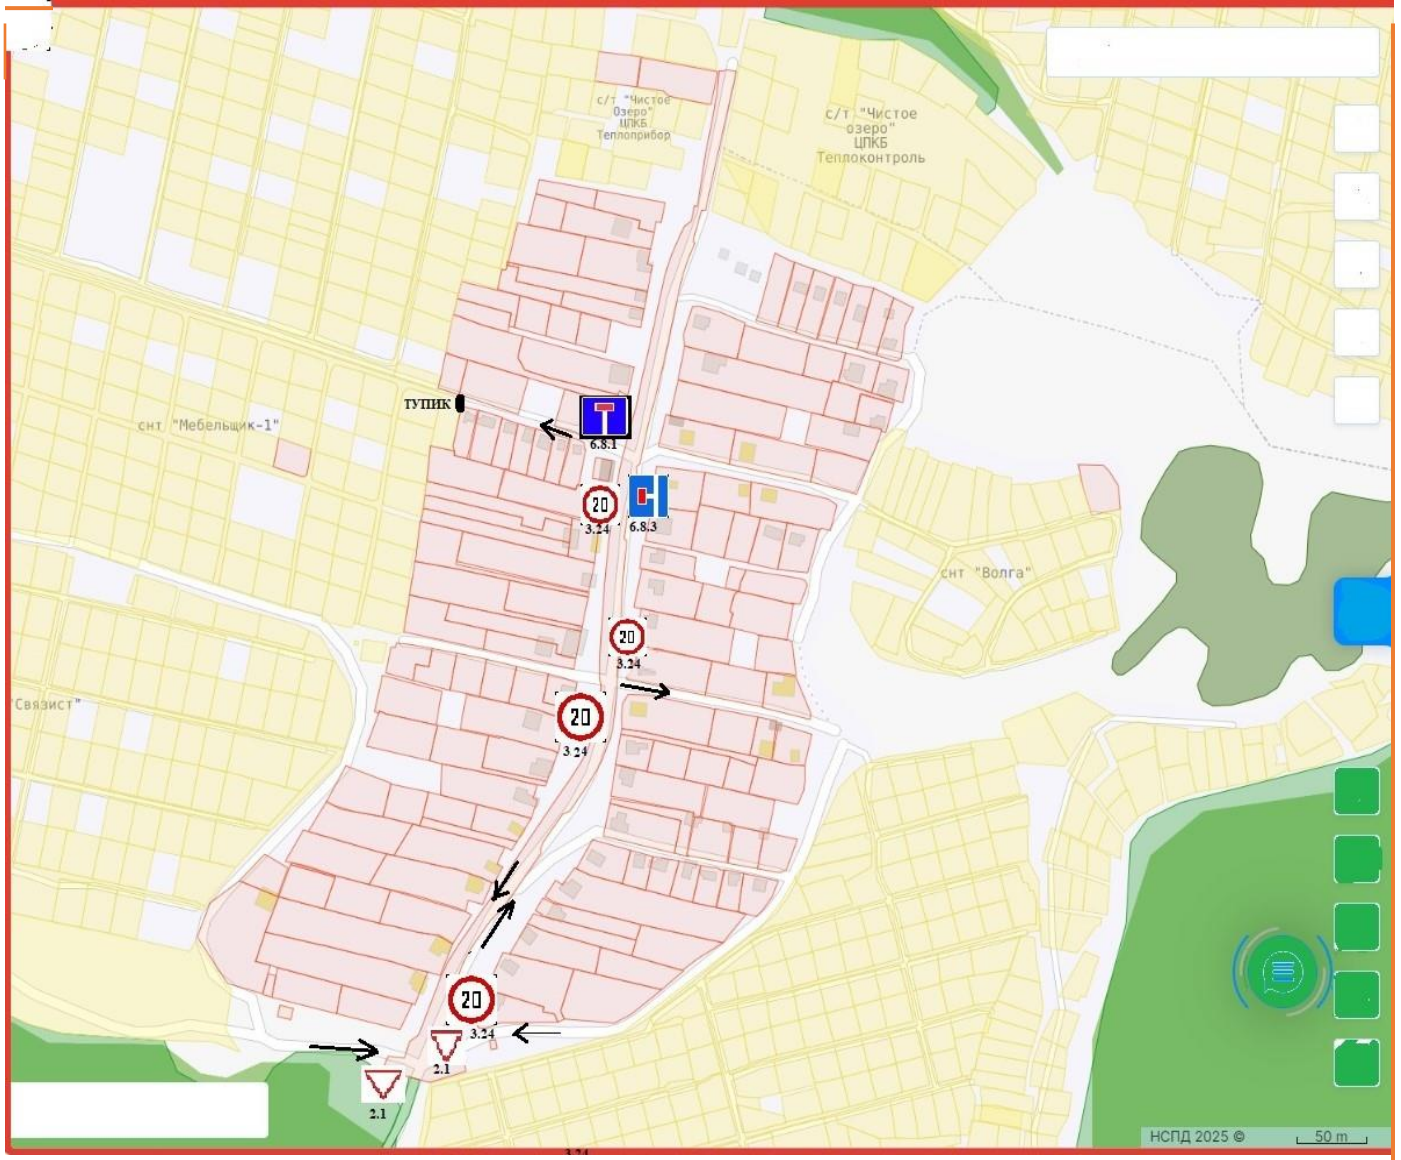 с/т "Чистое
Озеро"
ЦПКБ
Теплоприбор
с/т "Чистое
озеро"
ЦПКБ
Теплоконтроль
ТУПИК
снт "Мебельщик-1"
6.8.1
20
3.24
6.8.3
снт "Волга"
20
3.24
"Связист"
20
3.24
20
3.24
2.1
2.1
НСПД 2025 ©
50 m
3.24